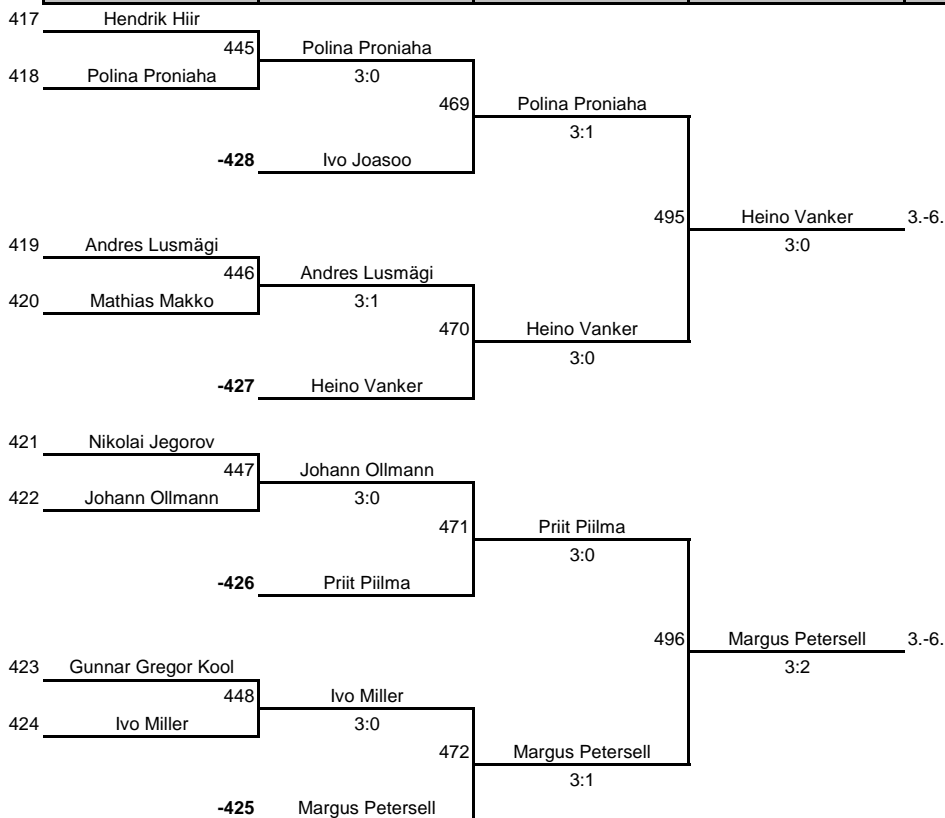 417 Hendrik Hiir
445 Polina Proniaha
418 Polina Proniaha 3:0
469 Polina Proniaha
3:1
-428 Ivo Joasoo
495 Heino Vanker 3.-6.
3:0
419 Andres Lusmägi
446 Andres Lusmägi
420 Mathias Makko 3:1
470 Heino Vanker
3:0
-427 Heino Vanker
421 Nikolai Jegorov
447 Johann Ollmann
422 Johann Ollmann 3:0
471 Priit Piilma
3:0
-426 Priit Piilma
496 Margus Petersell 3.-6.
3:2
423 Gunnar Gregor Kool
448 Ivo Miller
424 Ivo Miller 3:0
472 Margus Petersell
3:1
-425 Margus Petersell